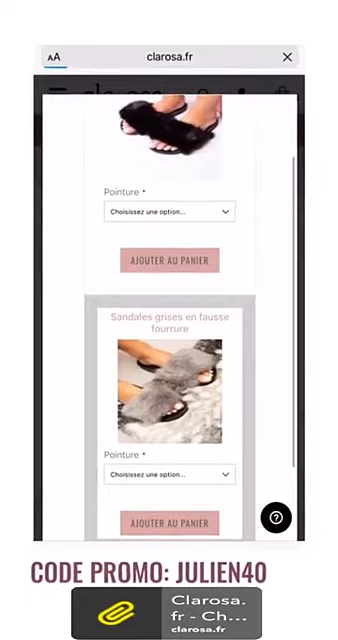 AA
clarosa.fr
Pointure *
Choisissez une option...
AJOUTER AU PANIER
Sandales grises en fausse
fourrure
Pointure *
Choisissez une option...
AJOUTER AU PANIER
CODE PROMO: JULIEN40
Clarosa.
fr - Ch...
clarosa.fr